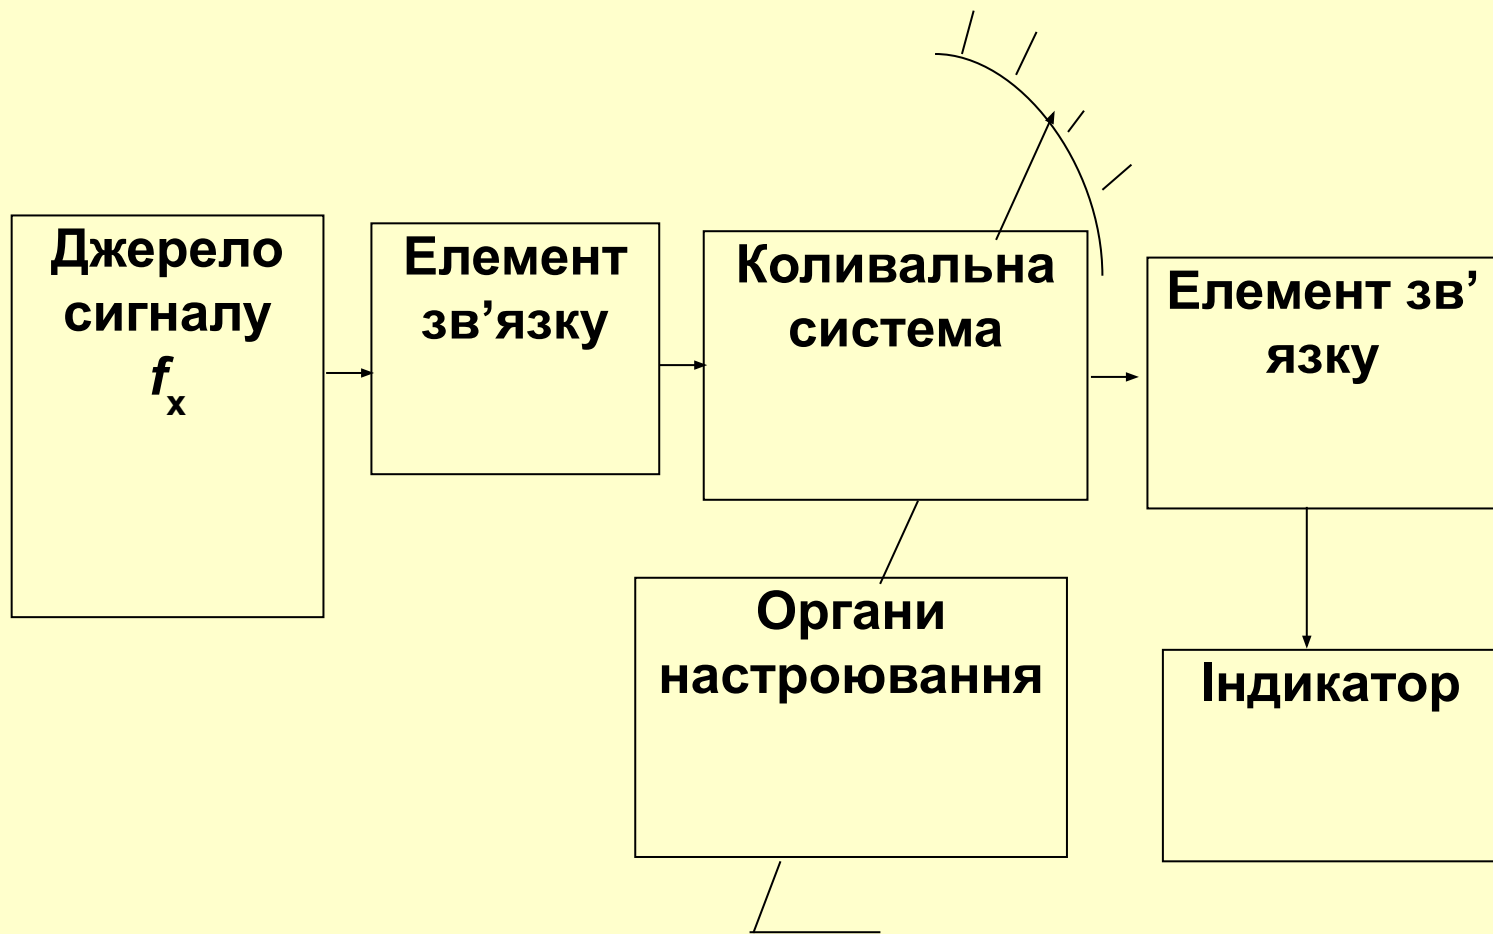 Джерело
сигналу
fx
Елемент
зв’язку
Коливальна
система
Елемент зв’
язку
Органи
настроювання
Індикатор